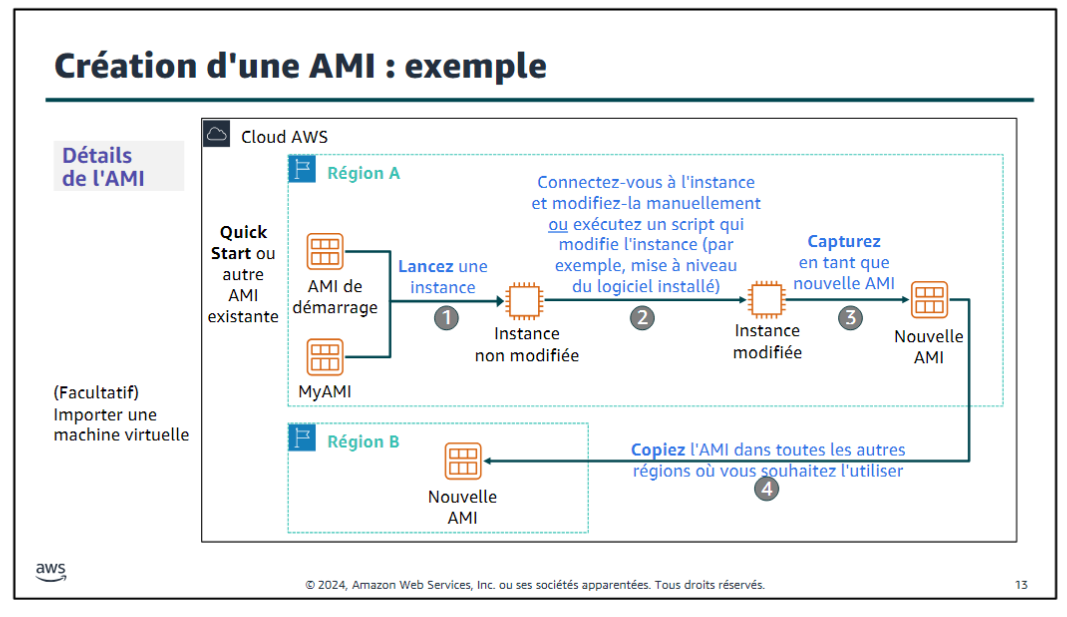 Création d'une AMI : exemple
Détails
de l'AMI
Cloud AWS
Région A
Quick
Start ou
autre
AMI
existante
AMI de
démarrage
MyAMI
Lancez une
instance
1
Instance
non modifiée
Connectez-vous à l'instance
et modifiez-la manuellement
ou exécutez un script qui
modifie l'instance (par
exemple, mise à niveau
du logiciel installé)
2
Instance
modifiée
Capturez
en tant que
nouvelle AMI
3
Nouvelle
AMI
(Facultatif)
Importer une
machine virtuelle
Région B
Nouvelle
AMI
Copiez l'AMI dans toutes les autres
régions où vous souhaitez l'utiliser
4
aws
© 2024, Amazon Web Services, Inc. ou ses sociétés apparentées. Tous droits réservés.
13